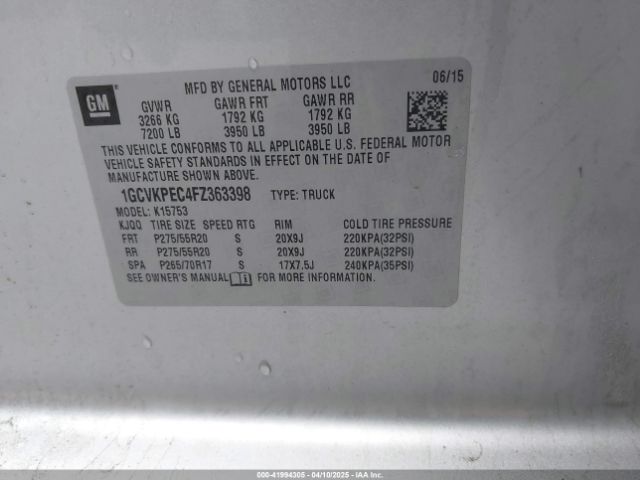 MFD BY GENERAL MOTORS LLC 06/15
GM
GVWR GAWR FRT GAWR RR
3266 KG 1792 KG 1792 KG
7200 LB 3950 LB 3950 LB
THIS VEHICLE CONFORMS TO ALL APPLICABLE U.S. FEDERAL MOTOR
VEHICLE SAFETY STANDARDS IN EFFECT ON THE DATE OF
MANUFACTURE SHOWN ABOVE.
1GCVKPEC4FZ363398 TYPE: TRUCK
MODEL: K15753
KJQQ TIRE SIZE SPEED RTG RIM COLD TIRE PRESSURE
FRT P275/55R20 S 20X9J 220KPA(32PSI)
RR P275/55R20 S 20X9J 220KPA(32PSI)
SPA P265/70R17 S 17X7,5J 240KPA(35PSI)
SEE OWNER'S MANUAL FOR ADDITIONAL INFORMATION.
000-41994305 - 04/10/2025 - IAAI, Inc.